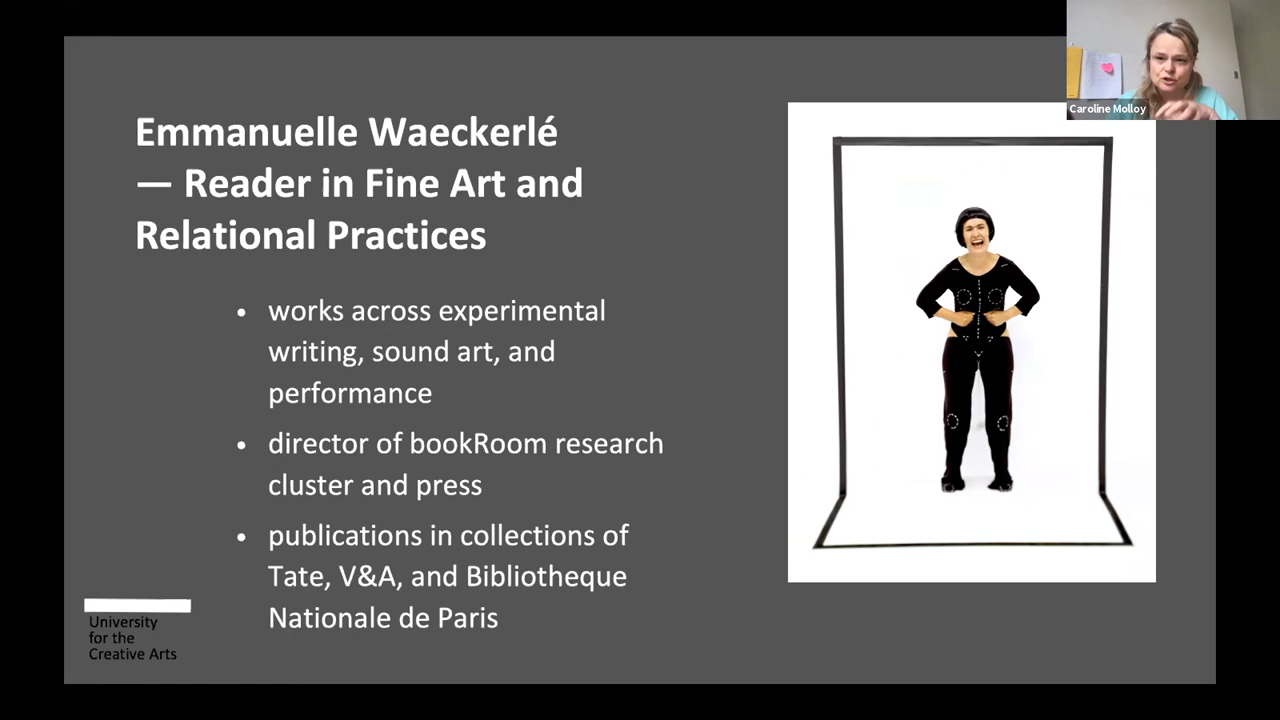 Caroline Molloy
Emmanuelle Waeckerlé
— Reader in Fine Art and
Relational Practices
• works across experimental
writing, sound art, and
performance
• director of bookRoom research
cluster and press
• publications in collections of
Tate, V&A, and Bibliotheque
Nationale de Paris
University
for the
Creative Arts